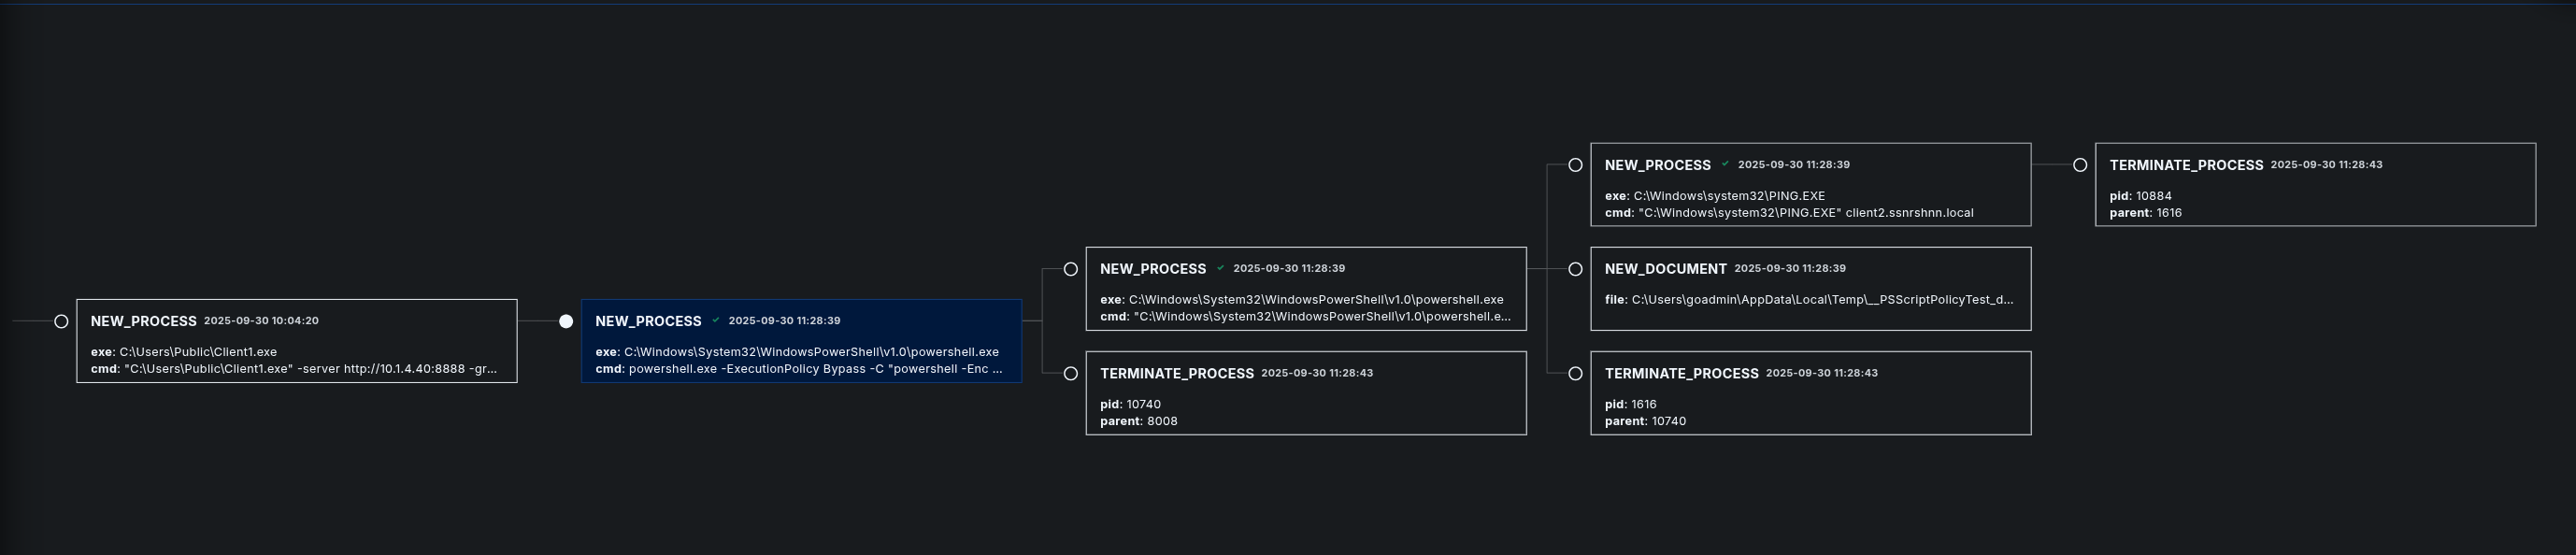 NEW_PROCESS 2025-09-30 10:04:20
exe: C:\Users\Public\Client1.exe
cmd: "C:\Users\Public\Client1.exe" -server http://10.1.4.40:8888 -gr...
NEW_PROCESS ✓ 2025-09-30 11:28:39
exe: C:\Windows\System32\WindowsPowerShell\v1.0\powershell.exe
cmd: powershell.exe -ExecutionPolicy Bypass -C "powershell -Enc ...
NEW_PROCESS ✓ 2025-09-30 11:28:39
exe: C:\Windows\System32\WindowsPowerShell\v1.0\powershell.exe
cmd: "C:\Windows\System32\WindowsPowerShell\v1.0\powershell.e...
TERMINATE_PROCESS 2025-09-30 11:28:43
pid: 10740
parent: 8008
NEW_PROCESS ✓ 2025-09-30 11:28:39
exe: C:\Windows\system32\PING.EXE
cmd: "C:\Windows\system32\PING.EXE" client2.ssnrshnn.local
NEW_DOCUMENT 2025-09-30 11:28:39
file: C:\Users\goadmin\AppData\Local\Temp\__PSScriptPolicyTest_d...
TERMINATE_PROCESS 2025-09-30 11:28:43
pid: 1616
parent: 10740
TERMINATE_PROCESS 2025-09-30 11:28:43
pid: 10884
parent: 1616